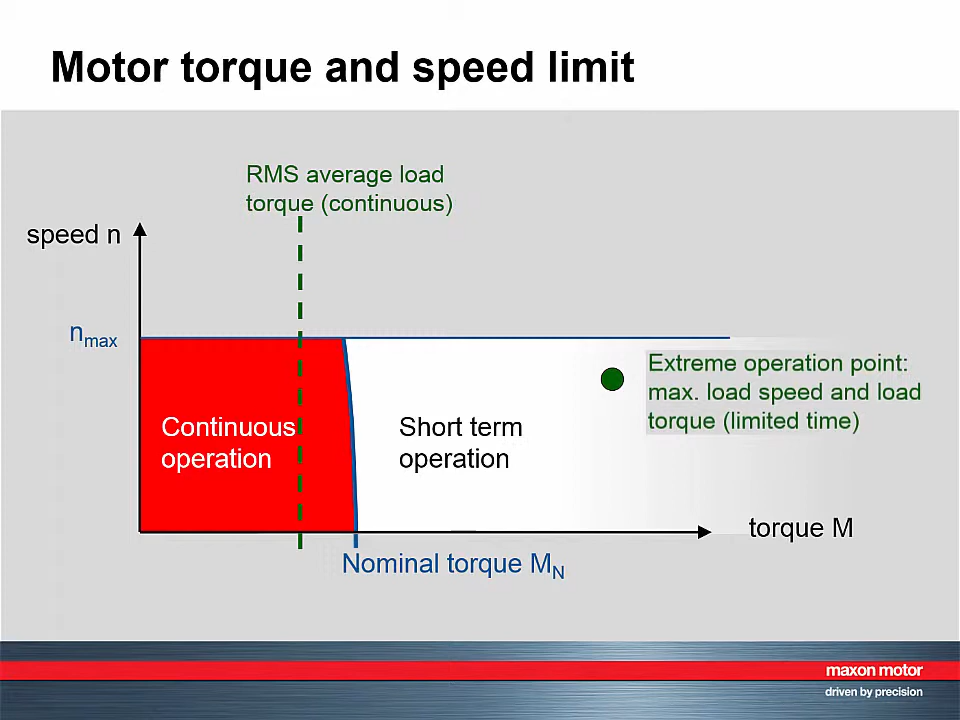 Motor torque and speed limit
RMS average load
torque (continuous)
speed n
nmax
Extreme operation point:
max. load speed and load
torque (limited time)
Continuous
operation
Short term
operation
torque M
Nominal torque MN
maxon motor
driven by precision